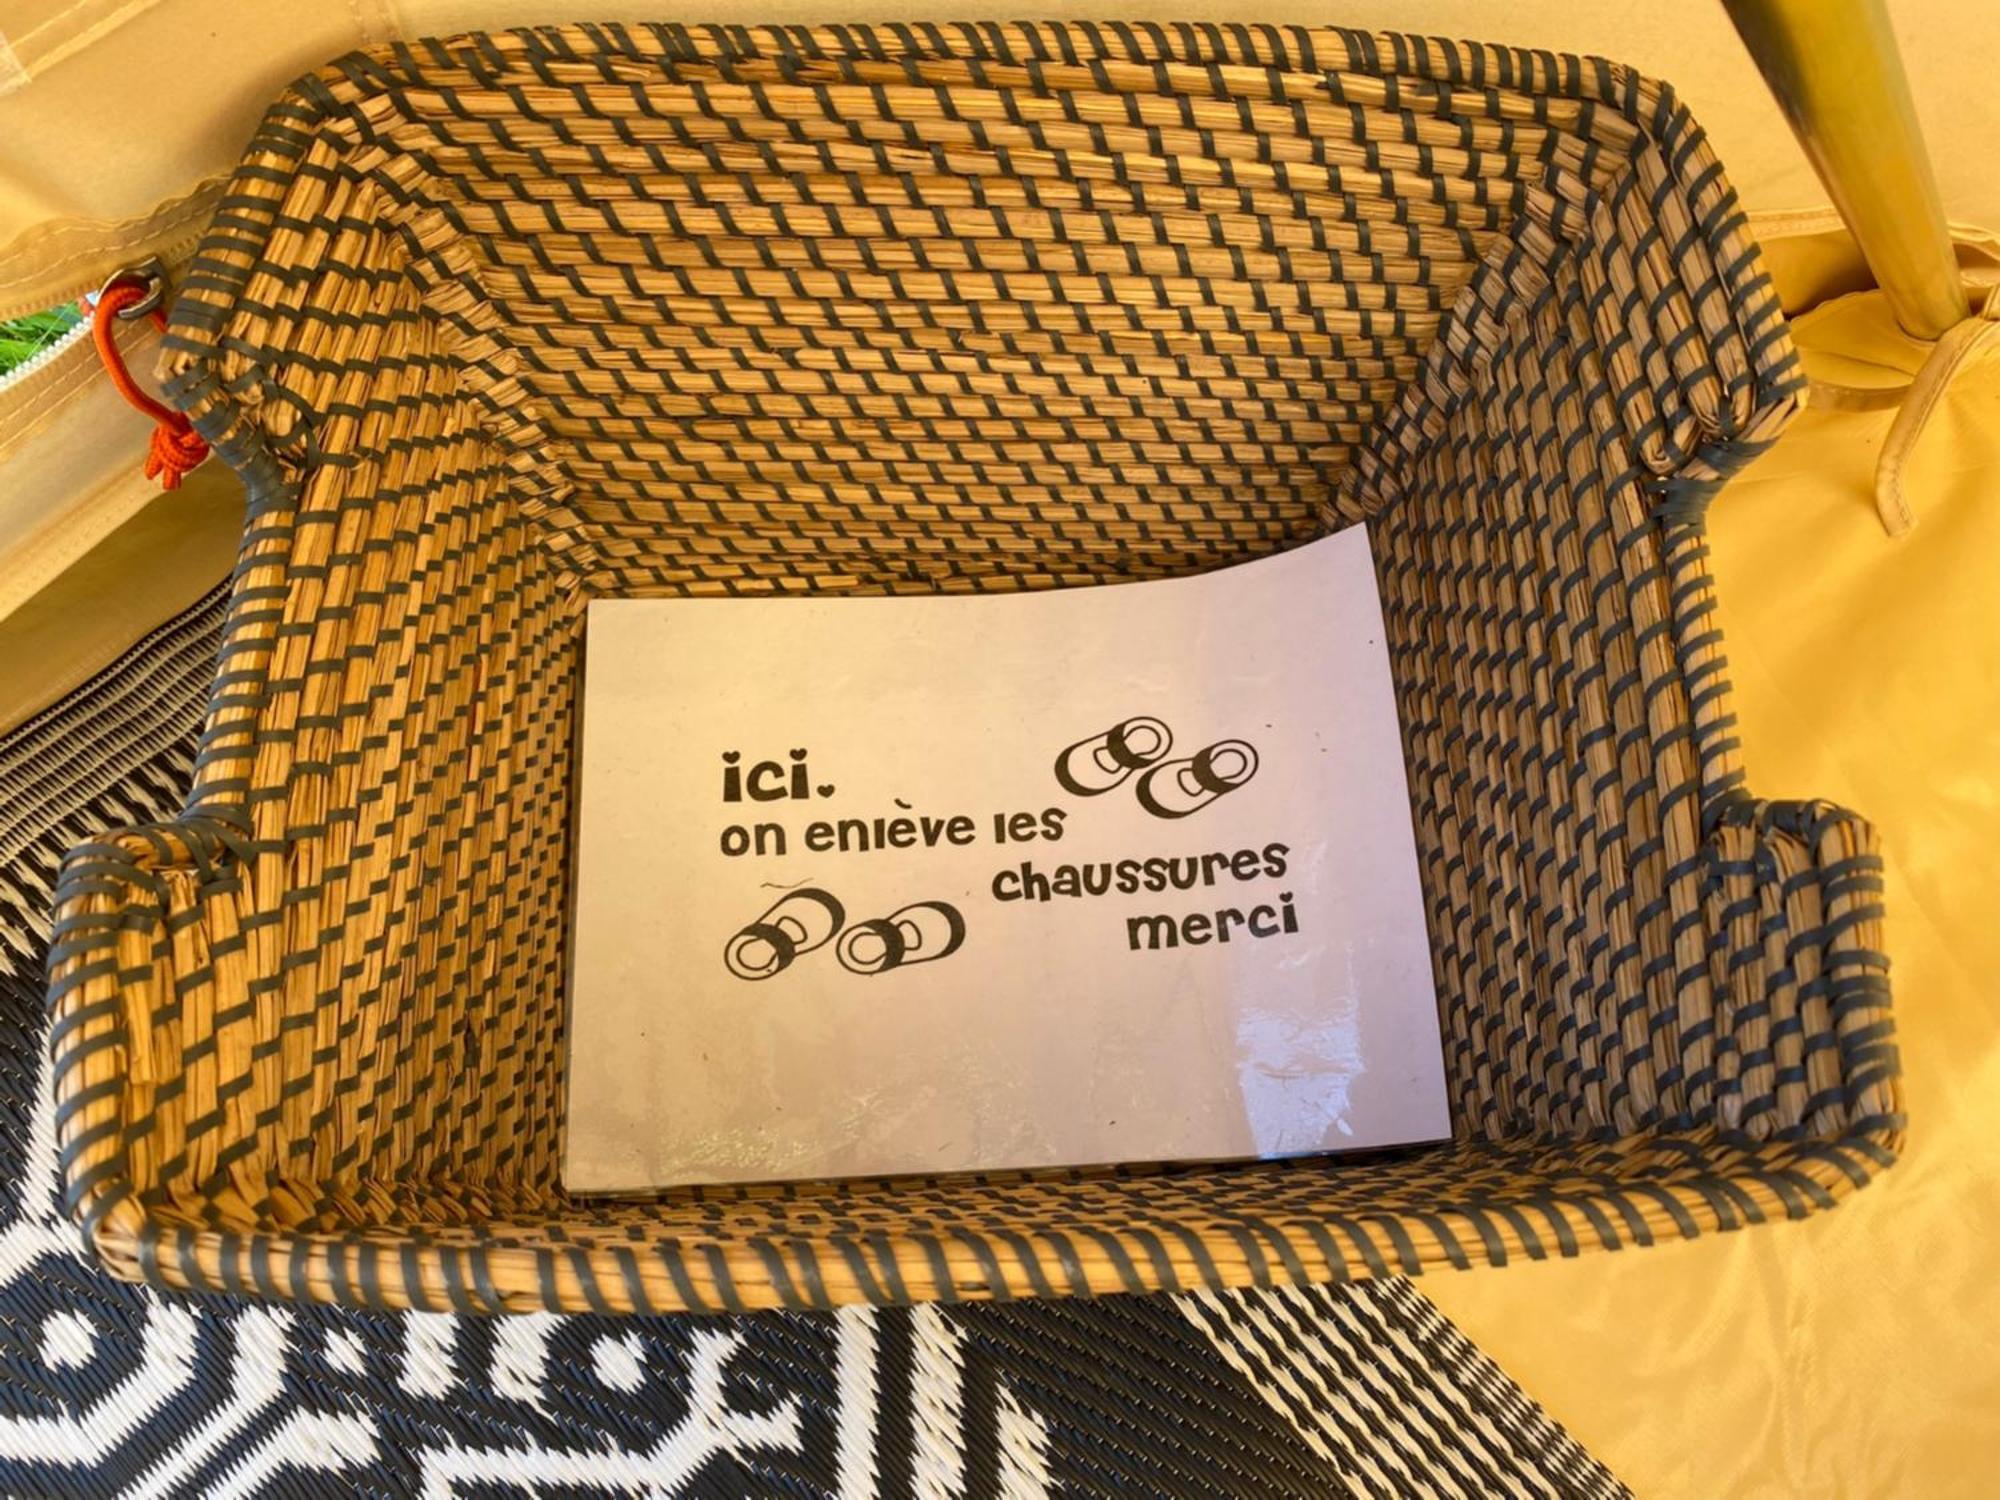 ici.
on enlève les
chaussures
merci